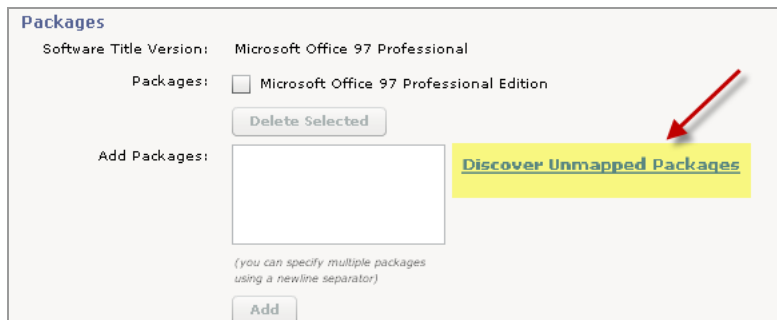 Packages
Software Title Version: Microsoft Office 97 Professional
Packages: Microsoft Office 97 Professional Edition
Delete Selected
Add Packages:
Discover Unmapped Packages
(you can specify multiple packages
using a newline separator)
Add